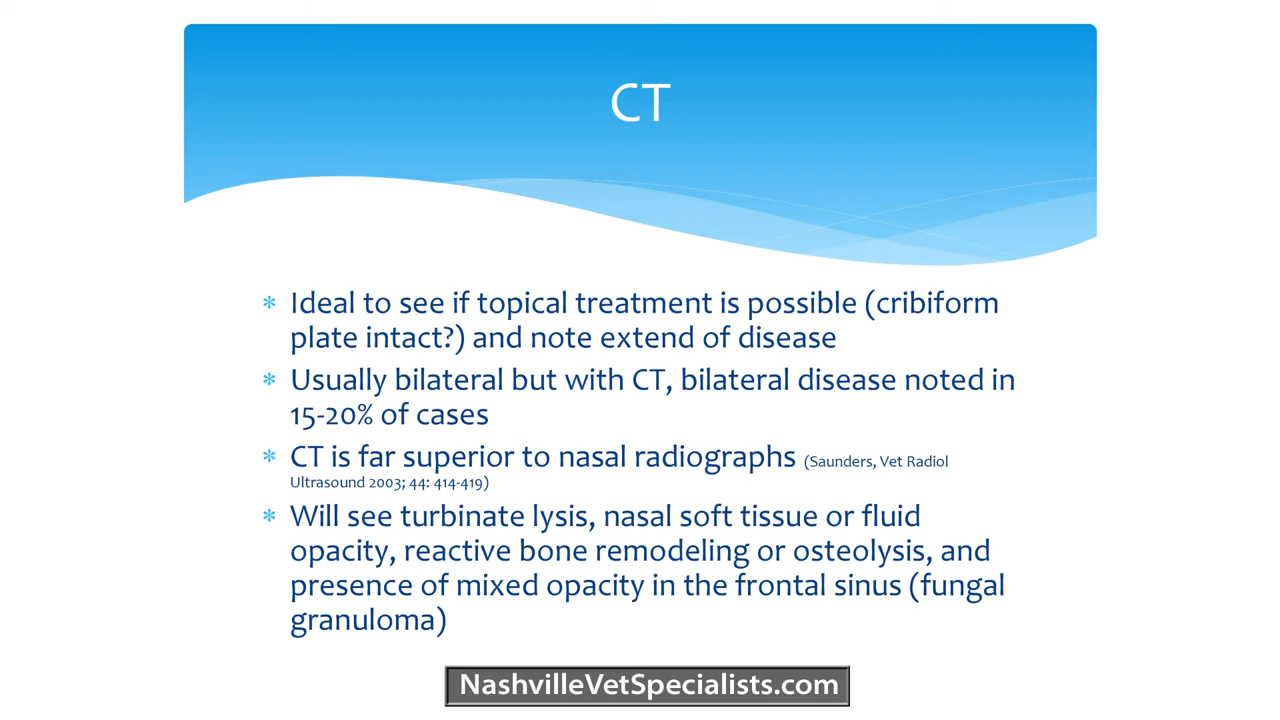 CT
* Ideal to see if topical treatment is possible (cribiform
plate intact?) and note extend of disease
* Usually bilateral but with CT, bilateral disease noted in
15-20% of cases
* CT is far superior to nasal radiographs (Saunders, Vet Radiol
Ultrasound 2003; 44: 414-419)
* Will see turbinate lysis, nasal soft tissue or fluid
opacity, reactive bone remodeling or osteolysis, and
presence of mixed opacity in the frontal sinus (fungal
granuloma)
NashvilleVetSpecialists.com